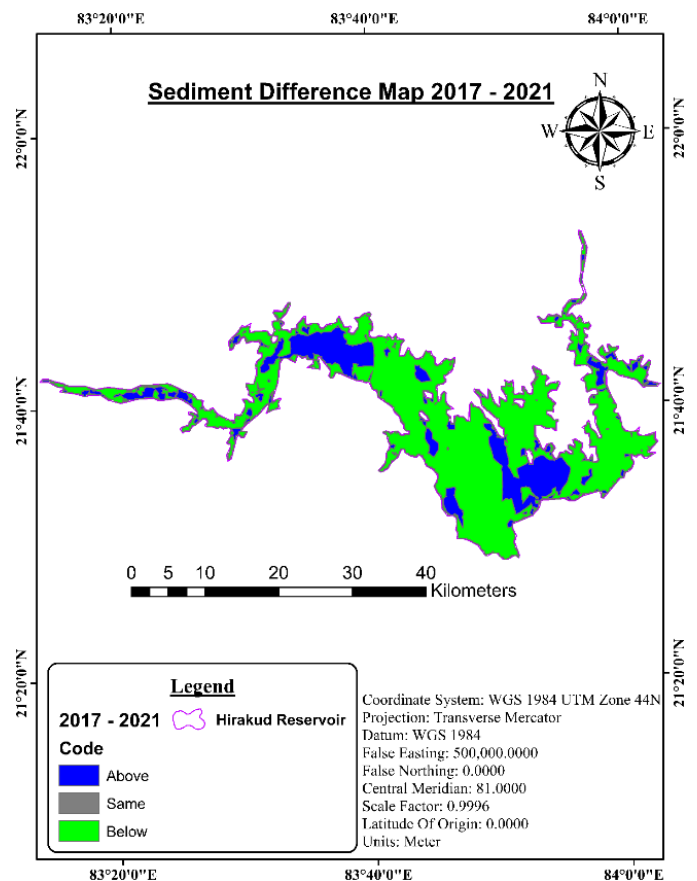 83°20'0"E 83°40'0"E 84°0'0"E
Sediment Difference Map 2017 - 2021
N
W E
S
22°0'0"N 22°0'0"N
21°40'0"N 21°40'0"N
0 5 10 20 30 40
Kilometers
21°20'0"N 21°20'0"N
Legend
2017 - 2021 Hirakud Reservoir
Code
Above
Same
Below
Coordinate System: WGS 1984 UTM Zone 44N
Projection: Transverse Mercator
Datum: WGS 1984
False Easting: 500,000.0000
False Northing: 0.0000
Central Meridian: 81.0000
Scale Factor: 0.9996
Latitude Of Origin: 0.0000
Units: Meter
83°20'0"E 83°40'0"E 84°0'0"E